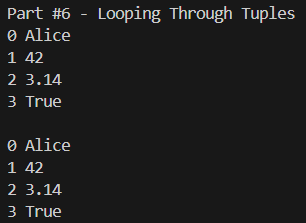 Part #6 - Looping Through Tuples
0 Alice
1 42
2 3.14
3 True

0 Alice
1 42
2 3.14
3 True